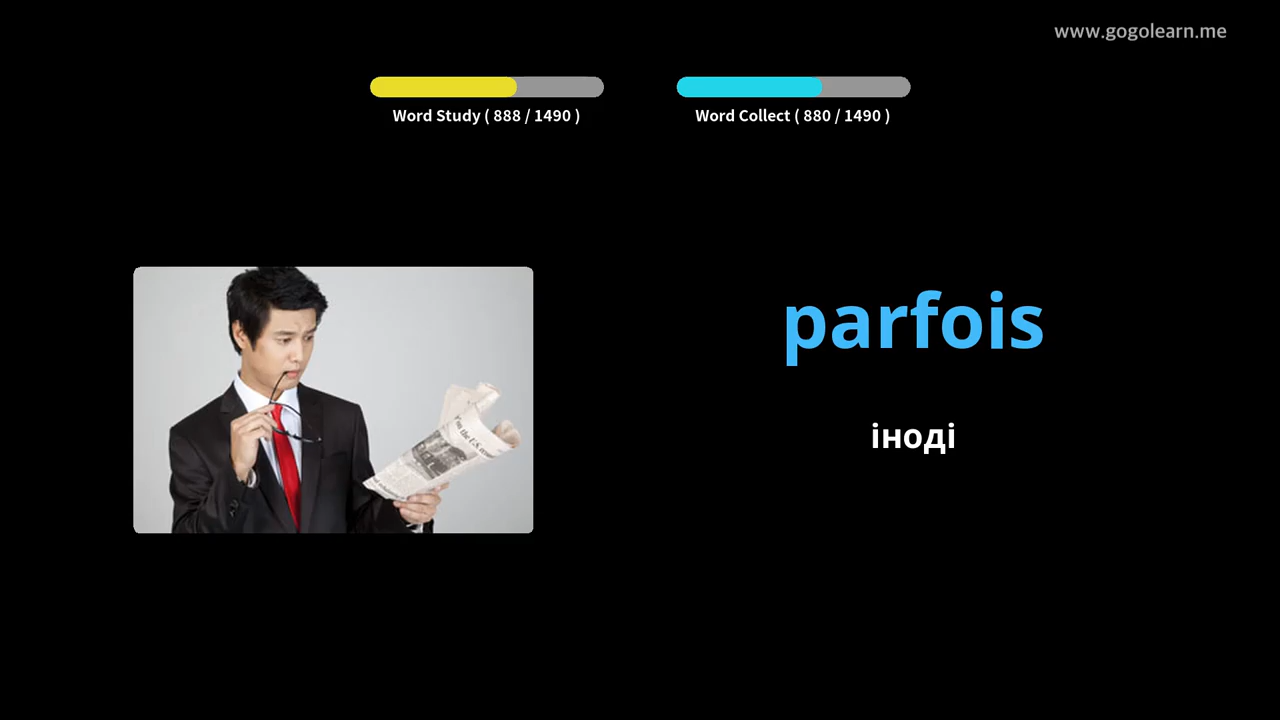 www.gogolearn.me
Word Study ( 888 / 1490 )
Word Collect ( 880 / 1490 )
parfois
іноді